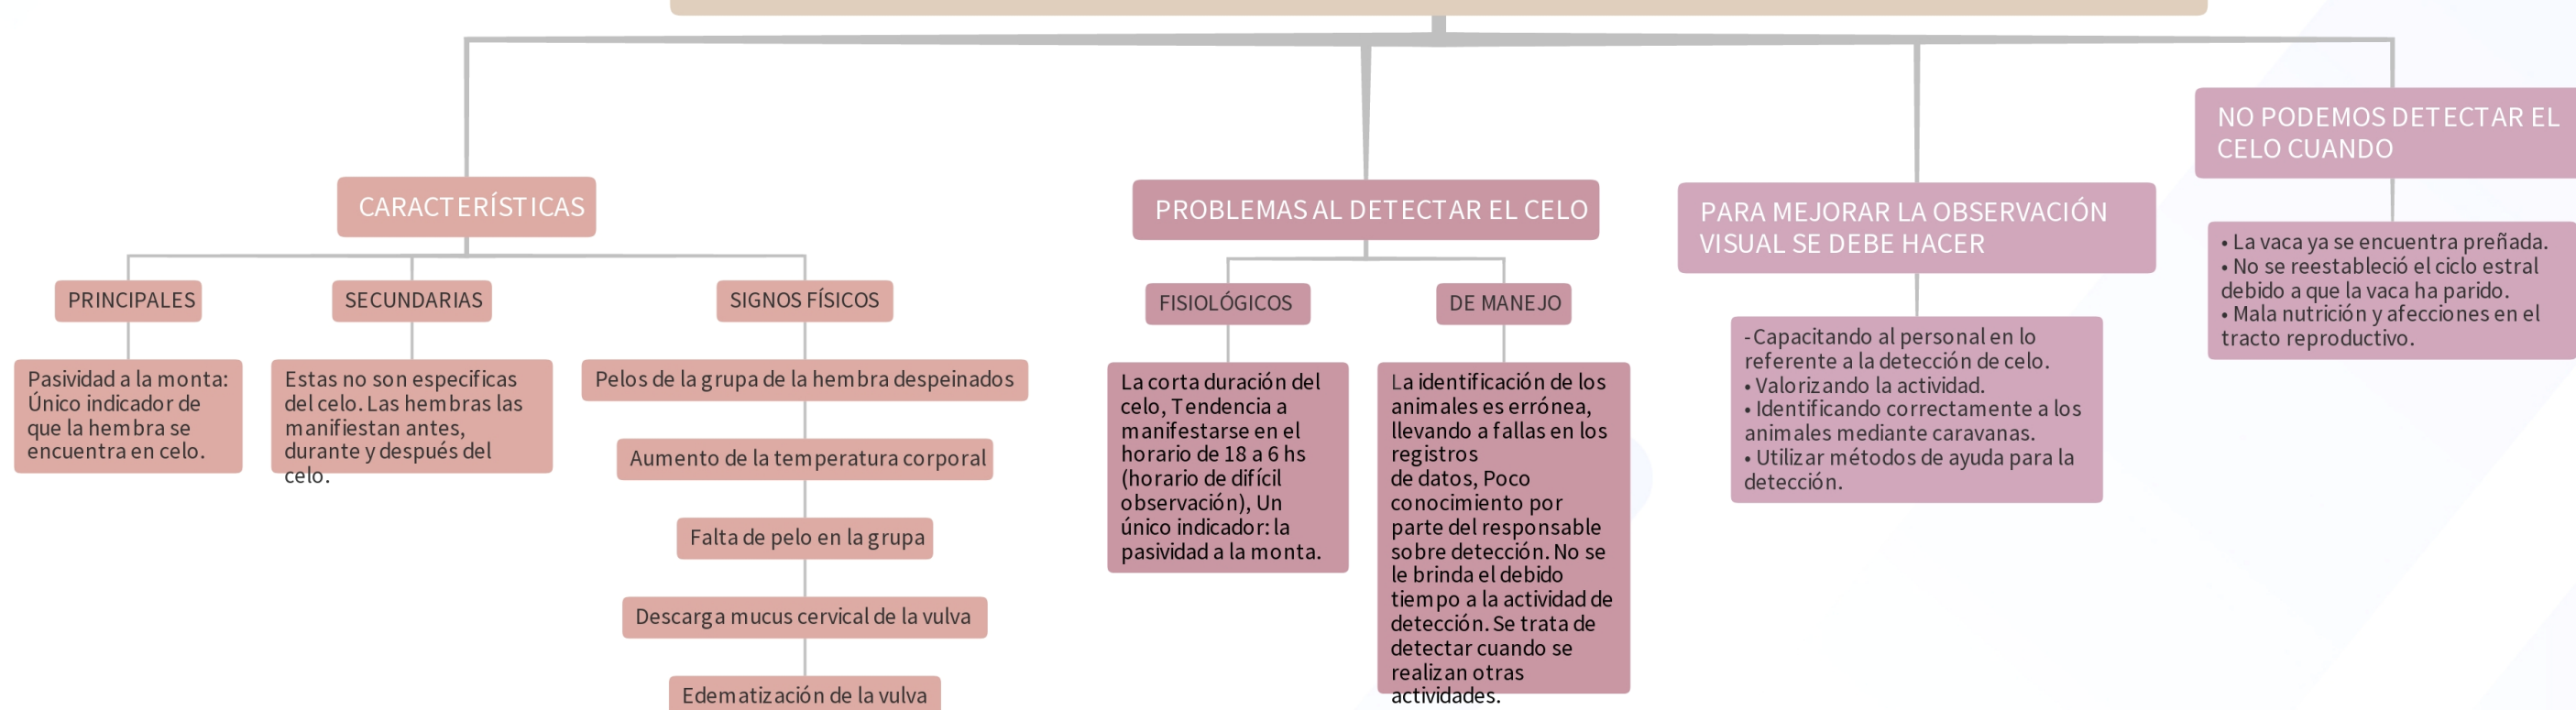 CARACTERÍSTICAS
PRINCIPALES
Pasividad a la monta:
Único indicador de
que la hembra se
encuentra en celo.
SECUNDARIAS
Estas no son especificas
del celo. Las hembras las
manifiestan antes,
durante y después del
celo.
SIGNOS FÍSICOS
Pelos de la grupa de la hembra despeinados
Aumento de la temperatura corporal
Falta de pelo en la grupa
Descarga mucus cervical de la vulva
Edematización de la vulva
PROBLEMAS AL DETECTAR EL CELO
FISIOLÓGICOS
La corta duración del
celo, Tendencia a
manifestarse en el
horario de 18 a 6 hs
(horario de difícil
observación), Un
único indicador: la
pasividad a la monta.
DE MANEJO
La identificación de los
animales es errónea,
llevando a fallas en los
registros
de datos, Poco
conocimiento por
parte del responsable
sobre detección. No se
le brinda el debido
tiempo a la actividad de
detección. Se trata de
detectar cuando se
realizan otras
actividades.
PARA MEJORAR LA OBSERVACIÓN
VISUAL SE DEBE HACER
- Capacitando al personal en lo
referente a la detección de celo.
• Valorizando la actividad.
• Identificando correctamente a los
animales mediante caravanas.
• Utilizar métodos de ayuda para la
detección.
NO PODEMOS DETECTAR EL
CELO CUANDO
• La vaca ya se encuentra preñada.
• No se reestableció el ciclo estral
debido a que la vaca ha parido.
• Mala nutrición y afecciones en el
tracto reproductivo.